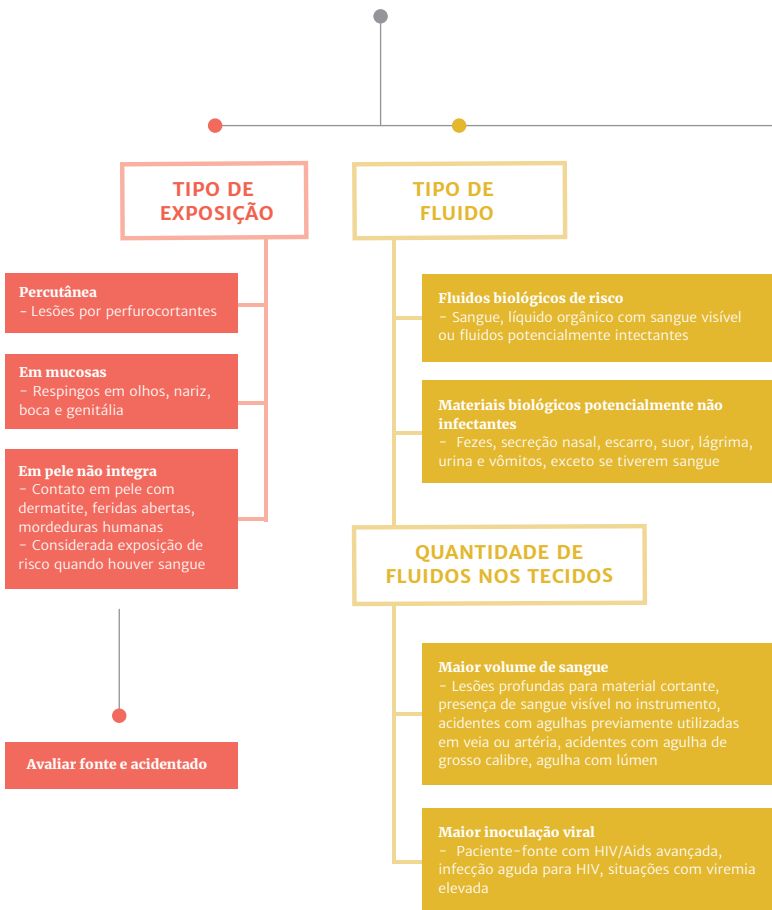 TIPO DE
EXPOSIÇÃO
Percutânea
- Lesões por perfurocortantes
Em mucosas
- Respingos em olhos, nariz,
boca e genitália
Em pele não integra
- Contato em pele com
dermatite, feridas abertas,
mordeduras humanas
- Considerada exposição de
risco quando houver sangue
Avaliar fonte e acidentado
TIPO DE
FLUIDO
Fluidos biológicos de risco
- Sangue, líquido orgânico com sangue visível
ou fluidos potencialmente intectantes
Materiais biológicos potencialmente não
infectantes
- Fezes, secreção nasal, escarro, suor, lágrima,
urina e vômitos, exceto se tiverem sangue
QUANTIDADE DE
FLUIDOS NOS TECIDOS
Maior volume de sangue
- Lesões profundas para material cortante,
presença de sangue visível no instrumento,
acidentes com agulhas previamente utilizadas
em veia ou artéria, acidentes com agulha de
grosso calibre, agulha com lúmen
Maior inoculação viral
- Paciente-fonte com HIV/Aids avançada,
infecção aguda para HIV, situações com viremia
elevada